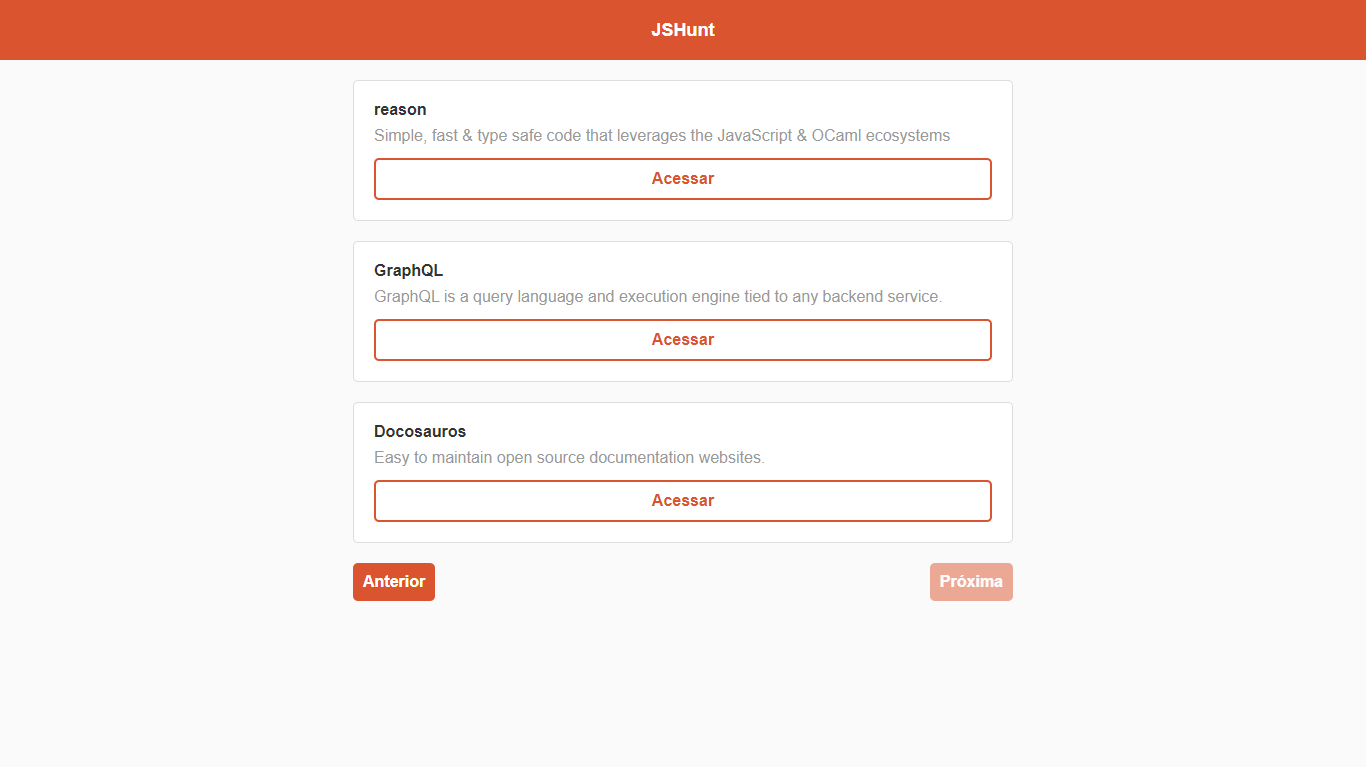 JSHunt
reason
Simple, fast & type safe code that leverages the JavaScript & OCaml ecosystems
Acessar
GraphQL
GraphQL is a query language and execution engine tied to any backend service.
Acessar
Docosauros
Easy to maintain open source documentation websites.
Acessar
Anterior
Próxima